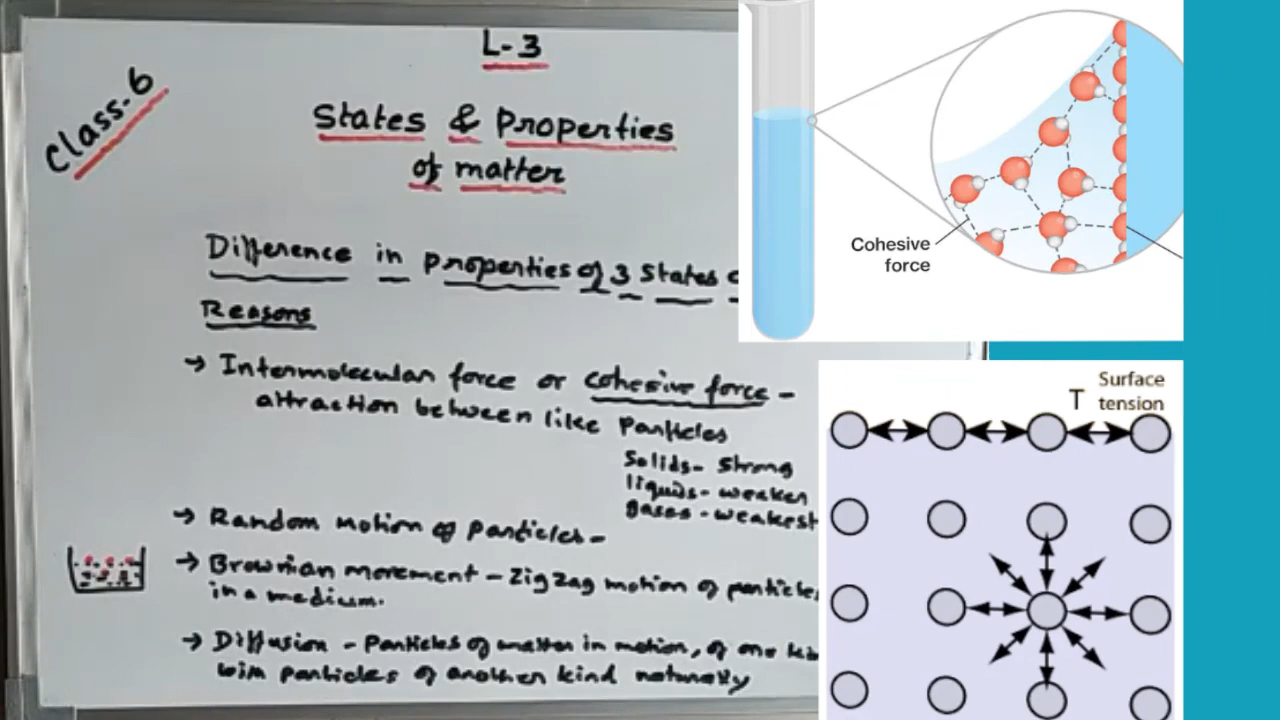 L-3
Class-6
States & Properties
of matter
Difference in properties of 3 states
Reasons
→ Intermolecular force or cohesive force -
attraction between like particles
Solids - strong
liquids - weaker
gases - weakest
→ Random motion of particles -
→ Brownian movement - Zig Zag motion of particles
in a medium.
→ Diffusion - Particles of matter in motion, of one
with particles of another kind naturally
Cohesive
force
Surface
T tension